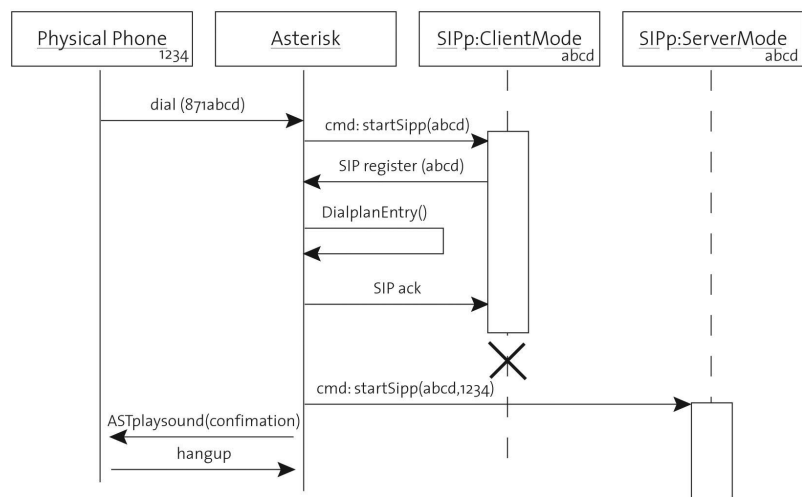 Physical Phone
1234
Asterisk
SIPp:ClientMode
abcd
SIPp:ServerMode
abcd
dial (871abcd)
cmd: startSipp(abcd)
SIP register (abcd)
DialplanEntry()
SIP ack
cmd: startSipp(abcd,1234)
ASTplaysound(confimation)
hangup